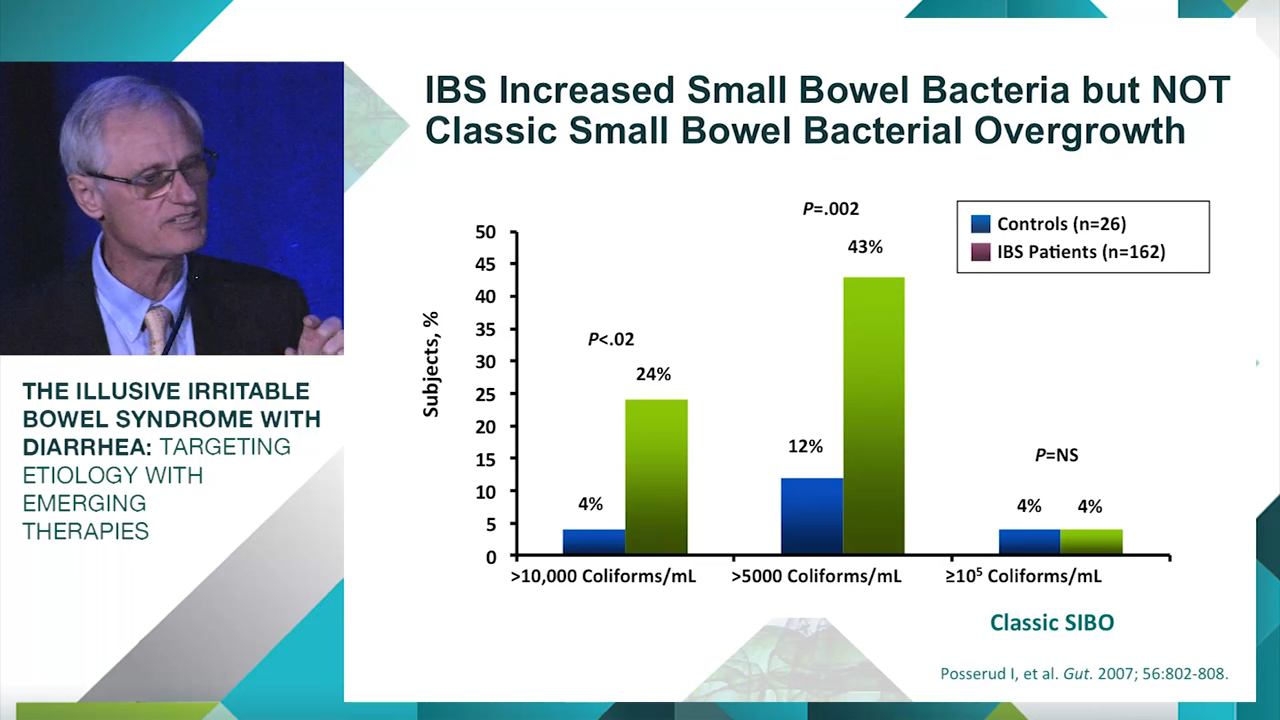 IBS Increased Small Bowel Bacteria but NOT
Classic Small Bowel Bacterial Overgrowth
THE ILLUSIVE IRRITABLE
BOWEL SYNDROME WITH
DIARRHEA: TARGETING
ETIOLOGY WITH
EMERGING
THERAPIES
Controls (n=26)
IBS Patients (n=162)
Subjects, %
50
45
40
35
30
25
20
15
10
5
0
P<.02
4%
24%
P=.002
12%
43%
P=NS
4%
4%
>10,000 Coliforms/mL
>5000 Coliforms/mL
≥10⁵ Coliforms/mL
Classic SIBO
Posserud I, et al. Gut. 2007; 56:802-808.